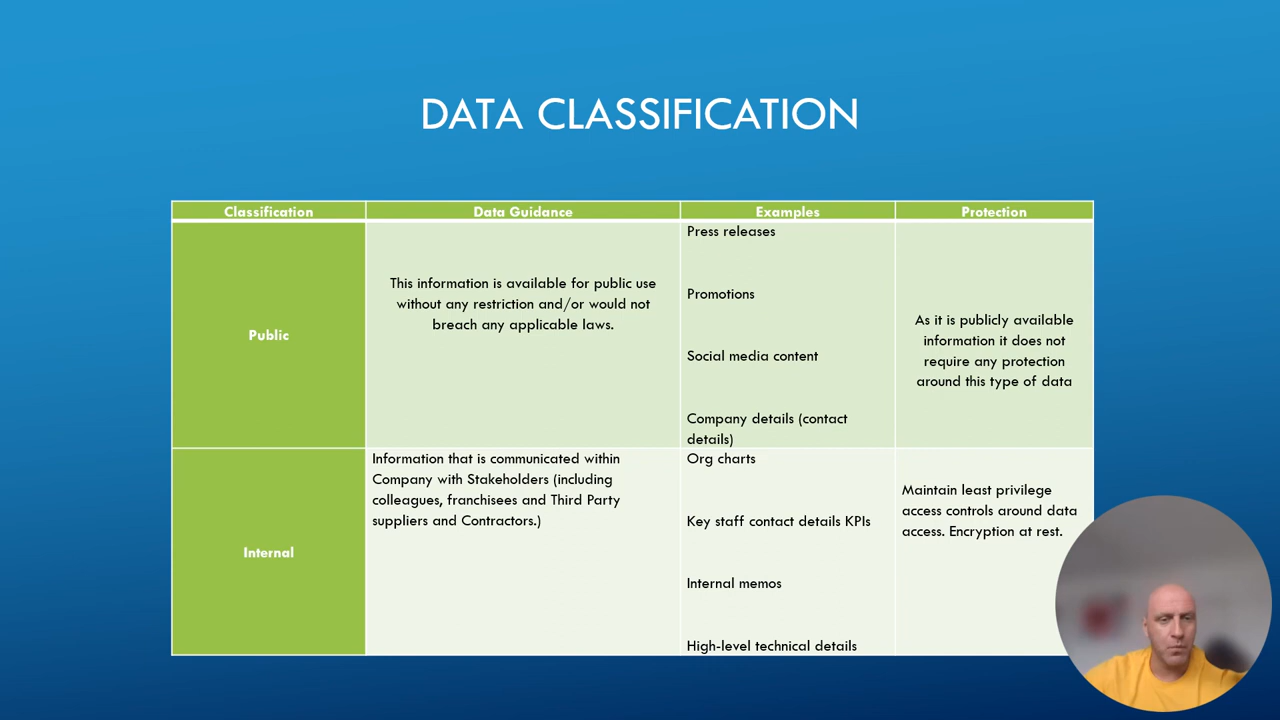 DATA CLASSIFICATION
Classification
Data Guidance
Examples
Protection
Public
This information is available for public use
without any restriction and/or would not
breach any applicable laws.
Press releases
Promotions
Social media content
Company details (contact
details)
As it is publicly available
information it does not
require any protection
around this type of data
Internal
Information that is communicated within
Company with Stakeholders (including
colleagues, franchisees and Third Party
suppliers and Contractors.)
Org charts
Key staff contact details KPIs
Internal memos
High-level technical details
Maintain least privilege
access controls around data
access. Encryption at rest.